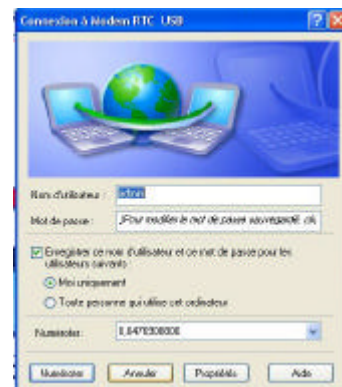 Connexion à Modem RTC USB
Nom d'utilisateur :
admin
Mot de passe :
[Pour modifier le mot de passe sauvegardé, cli
Enregistrer ce nom d'utilisateur et ce mot de passe pour les
utilisateurs suivants :
Moi uniquement
Toute personne qui utilise cet ordinateur
Numéroter :
Numéroter
Annuler
Propriétés
Aide